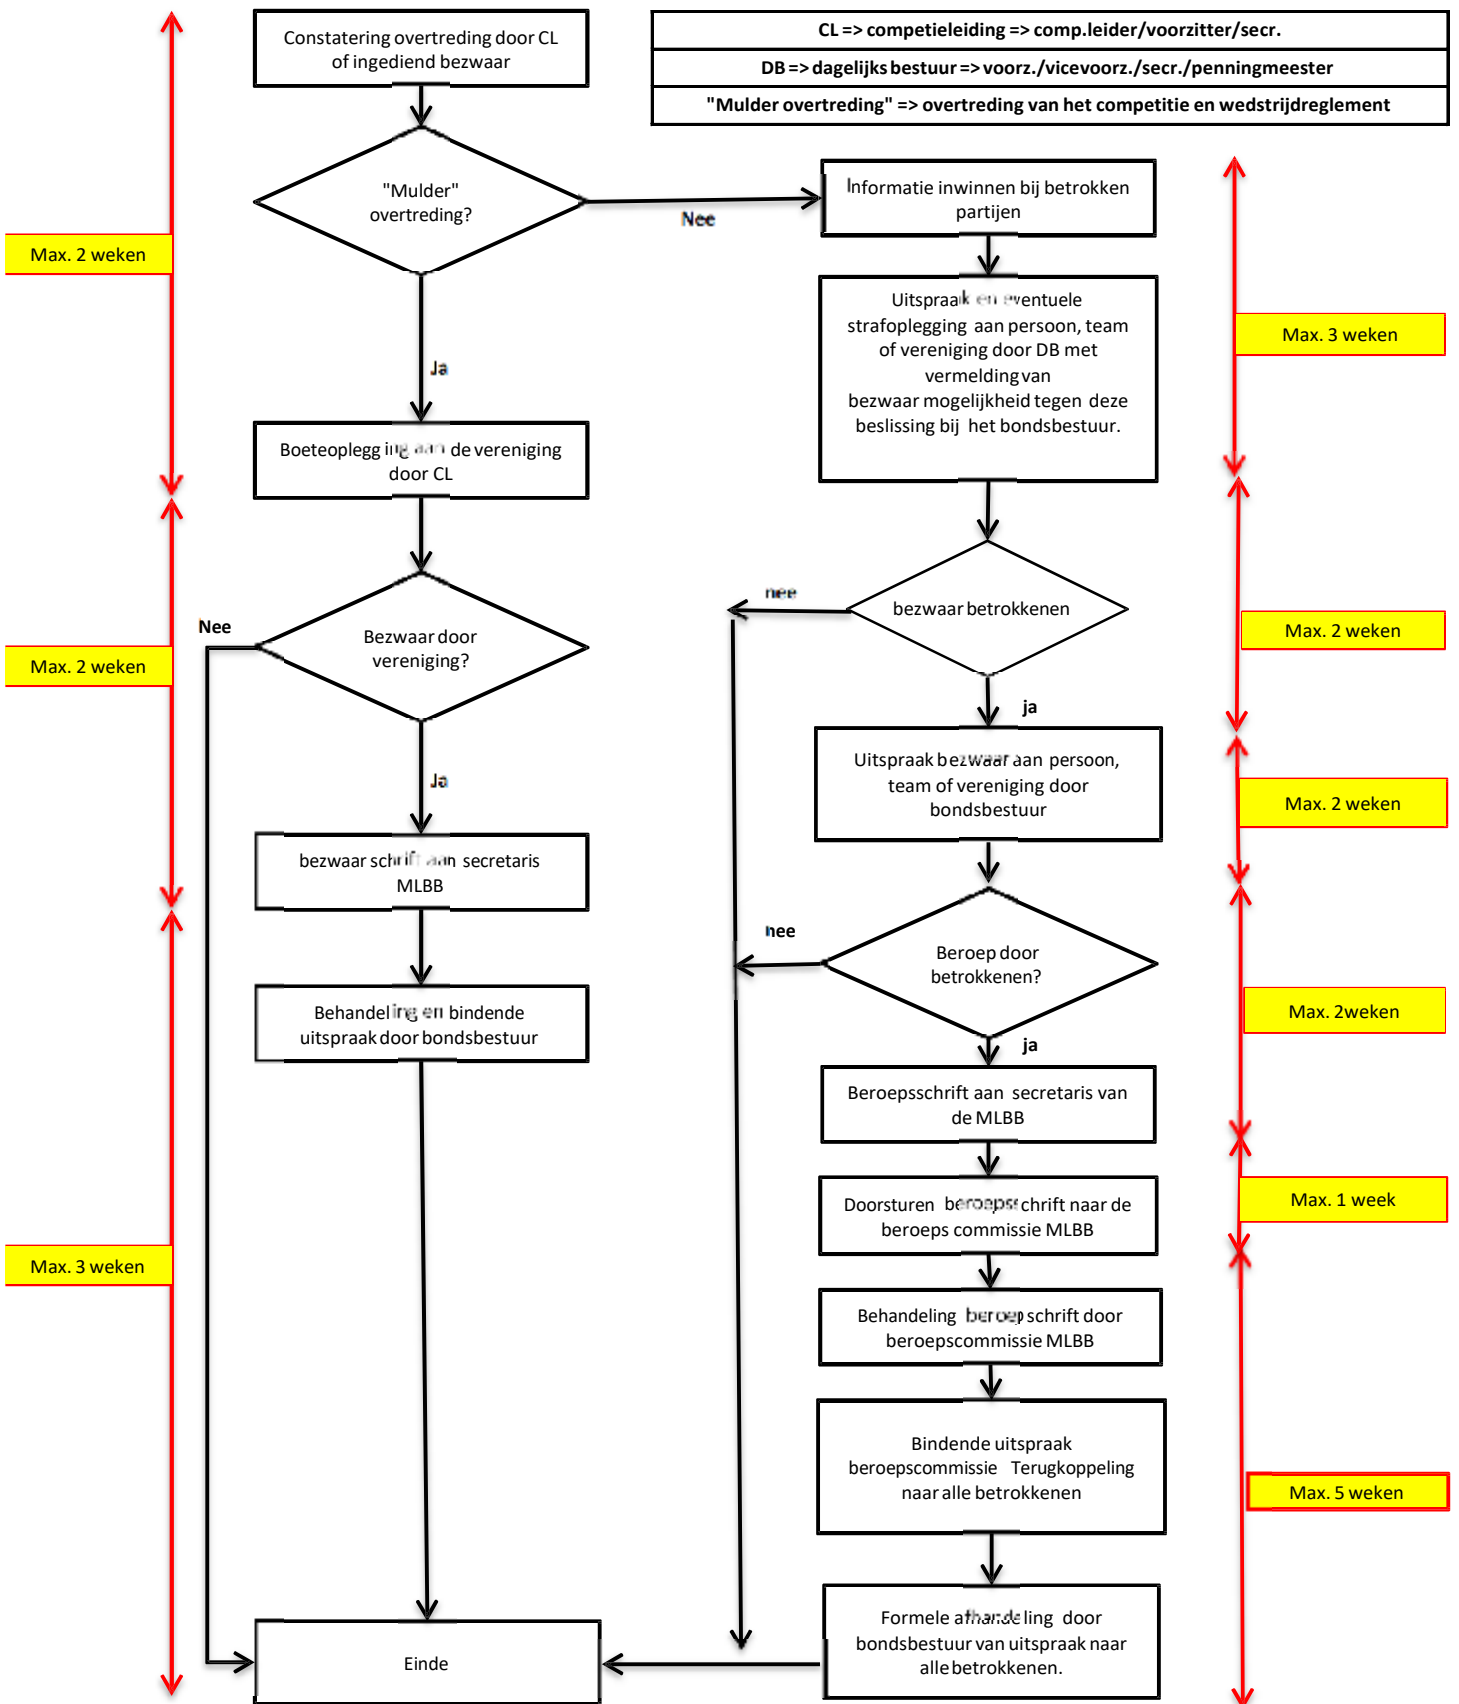 Constatering overtreding door CL
of ingediend bezwaar
CL => competieleiding => comp.leider/voorzitter/secr.
DB => dagelijks bestuur => voorz./vicevoorz./secr./penningmeester
"Mulder overtreding" => overtreding van het competitie en wedstrijdreglement
"Mulder"
overtreding?
Nee
Ja
Max. 2 weken
Boeteoplegging aan de vereniging
door CL
Bezwaar door
vereniging?
Nee
Ja
Max. 2 weken
bezwaar schrift aan secretaris
MLBB
Behandeling en bindende
uitspraak door bondsbestuur
Max. 3 weken
Einde
Informatie inwinnen bij betrokken
partijen
Uitspraak en eventuele
strafoplegging aan persoon, team
of vereniging door DB met
vermelding van
bezwaar mogelijkheid tegen deze
beslissing bij het bondsbestuur.
Max. 3 weken
bezwaar betrokkenen
nee
ja
Max. 2 weken
Uitspraak bezwaar aan persoon,
team of vereniging door
bondsbestuur
Max. 2 weken
Beroep door
betrokkenen?
nee
ja
Max. 2weken
Beroepsschrift aan secretaris van
de MLBB
Doorsturen beroepsschrift naar de
beroeps commissie MLBB
Max. 1 week
Behandeling beroepschrift door
beroepscommissie MLBB
Bindende uitspraak
beroepscommissie Terugkoppeling
naar alle betrokkenen
Max. 5 weken
Formele afhandeling door
bondsbestuur van uitspraak naar
alle betrokkenen.